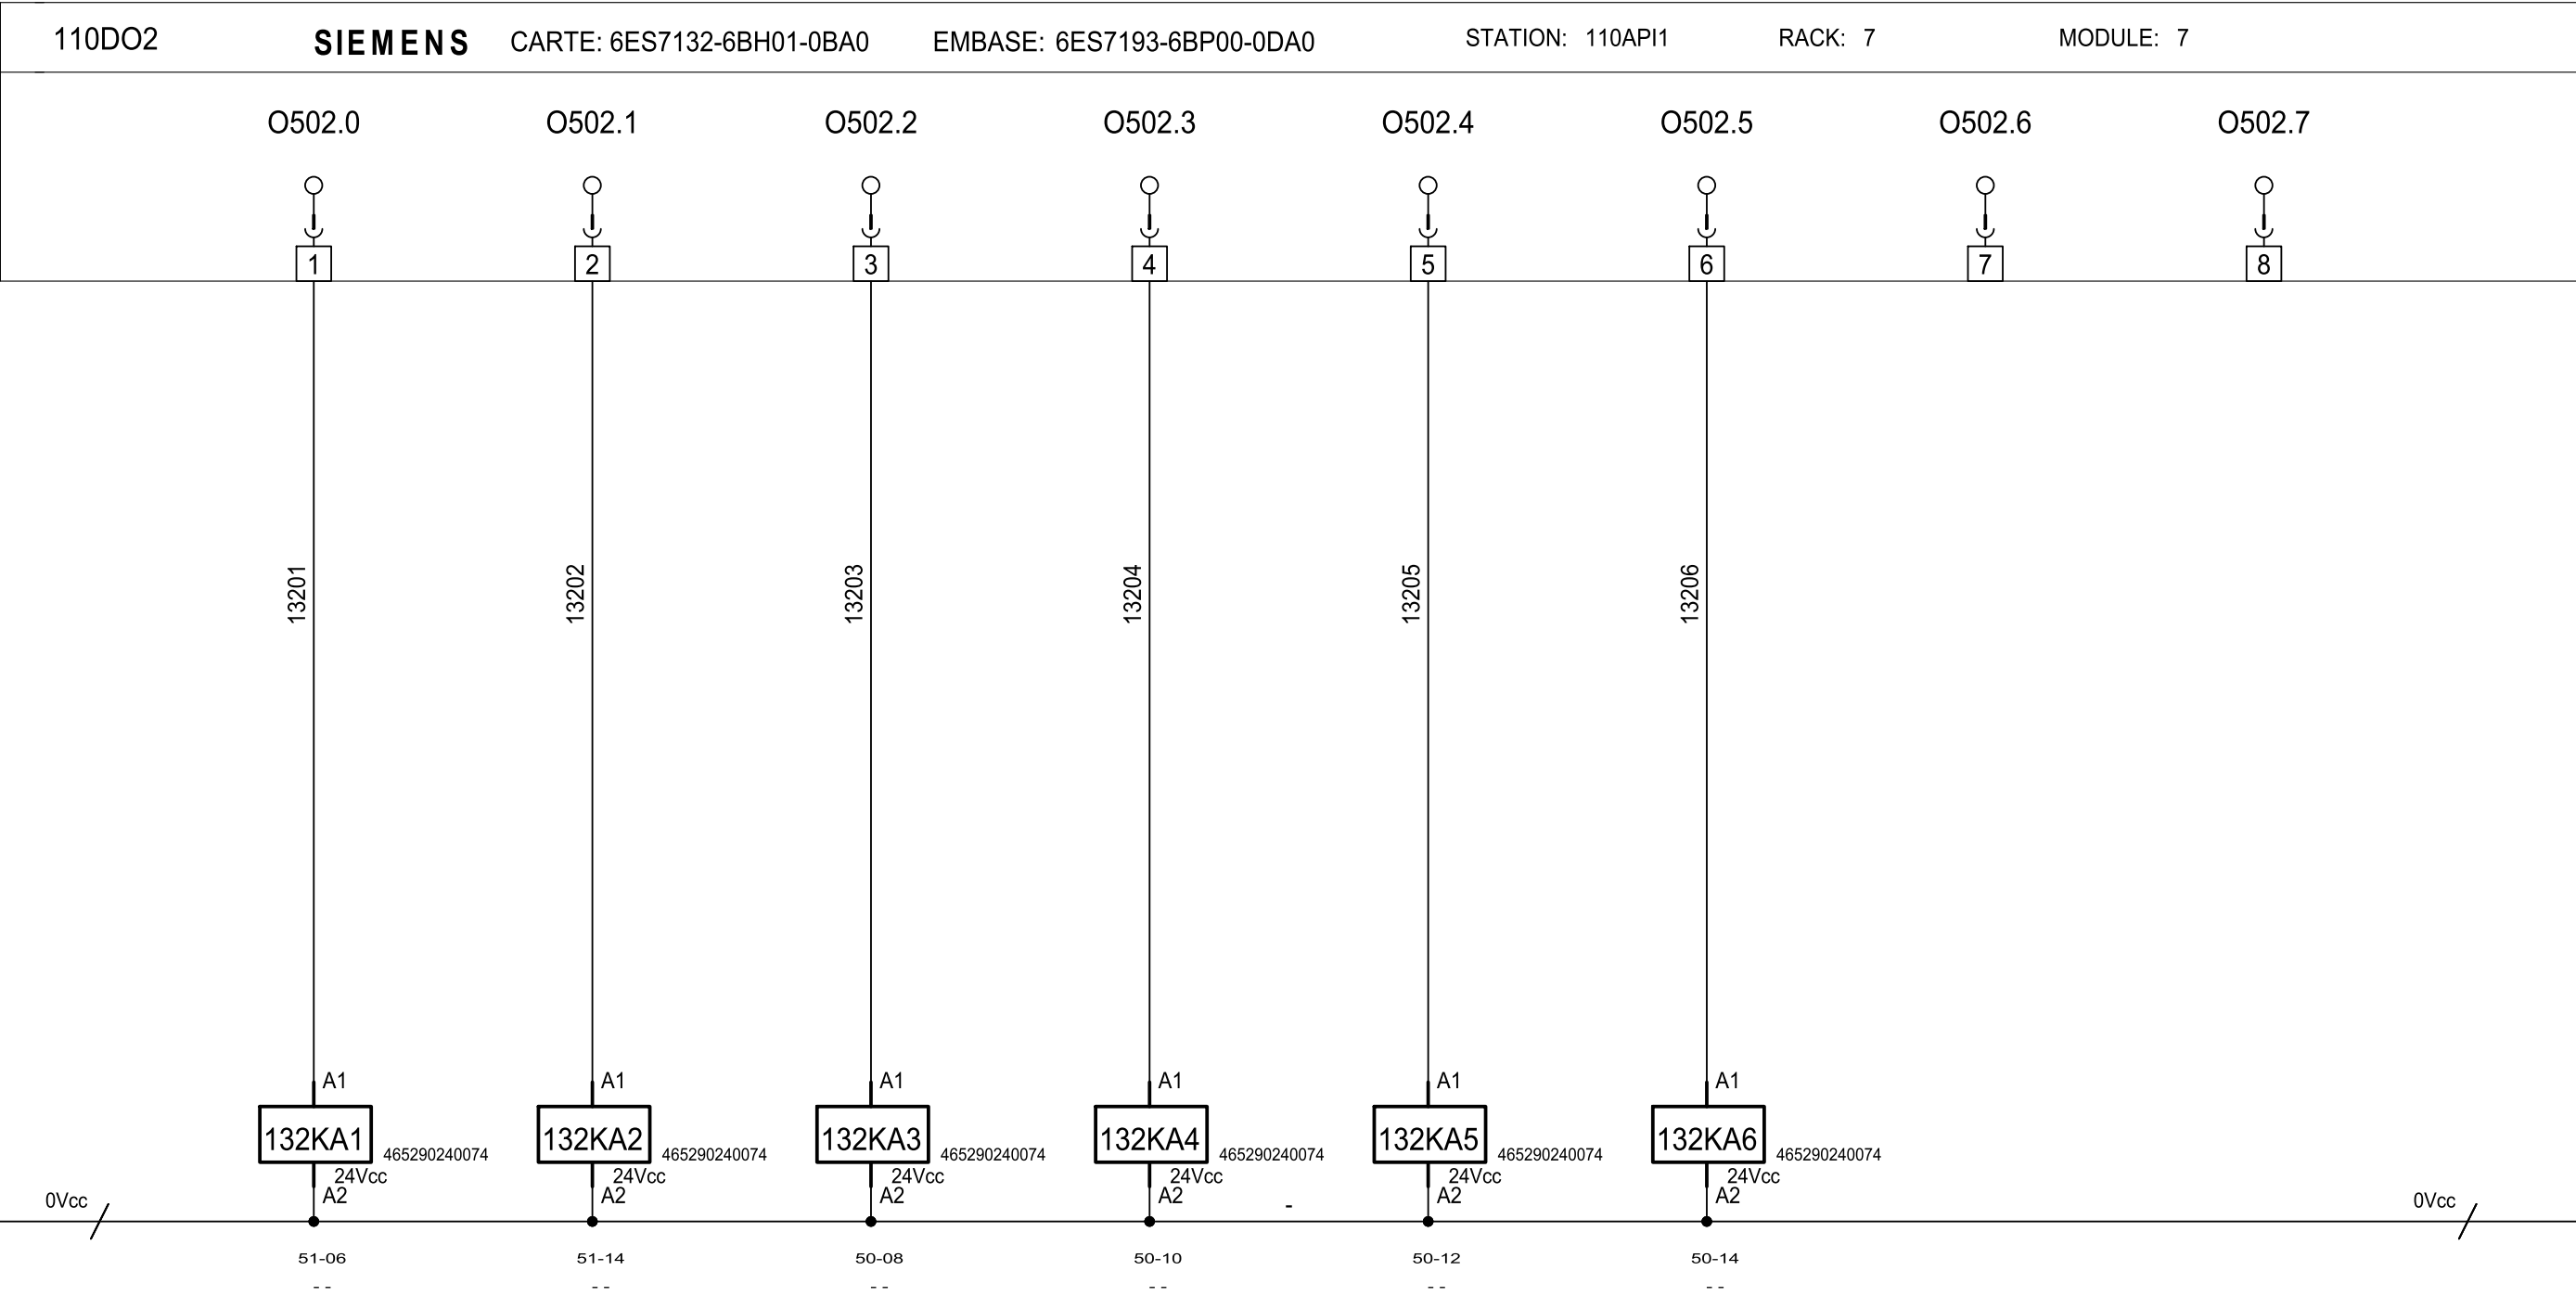 110DO2 SIEMENS CARTE: 6ES7132-6BH01-0BA0 EMBASE: 6ES7193-6BP00-0DA0 STATION: 110API1 RACK: 7 MODULE: 7
O502.0 O502.1 O502.2 O502.3 O502.4 O502.5 O502.6 O502.7
1 2 3 4 5 6 7 8
13201 13202 13203 13204 13205 13206
A1 A1 A1 A1 A1 A1
132KA1 465290240074 132KA2 465290240074 132KA3 465290240074 132KA4 465290240074 132KA5 465290240074 132KA6 465290240074
24Vcc 24Vcc 24Vcc 24Vcc 24Vcc 24Vcc
A2 A2 A2 A2 A2 A2
0Vcc - 0Vcc
51-06 51-14 50-08 50-10 50-12 50-14
-- -- -- -- -- --